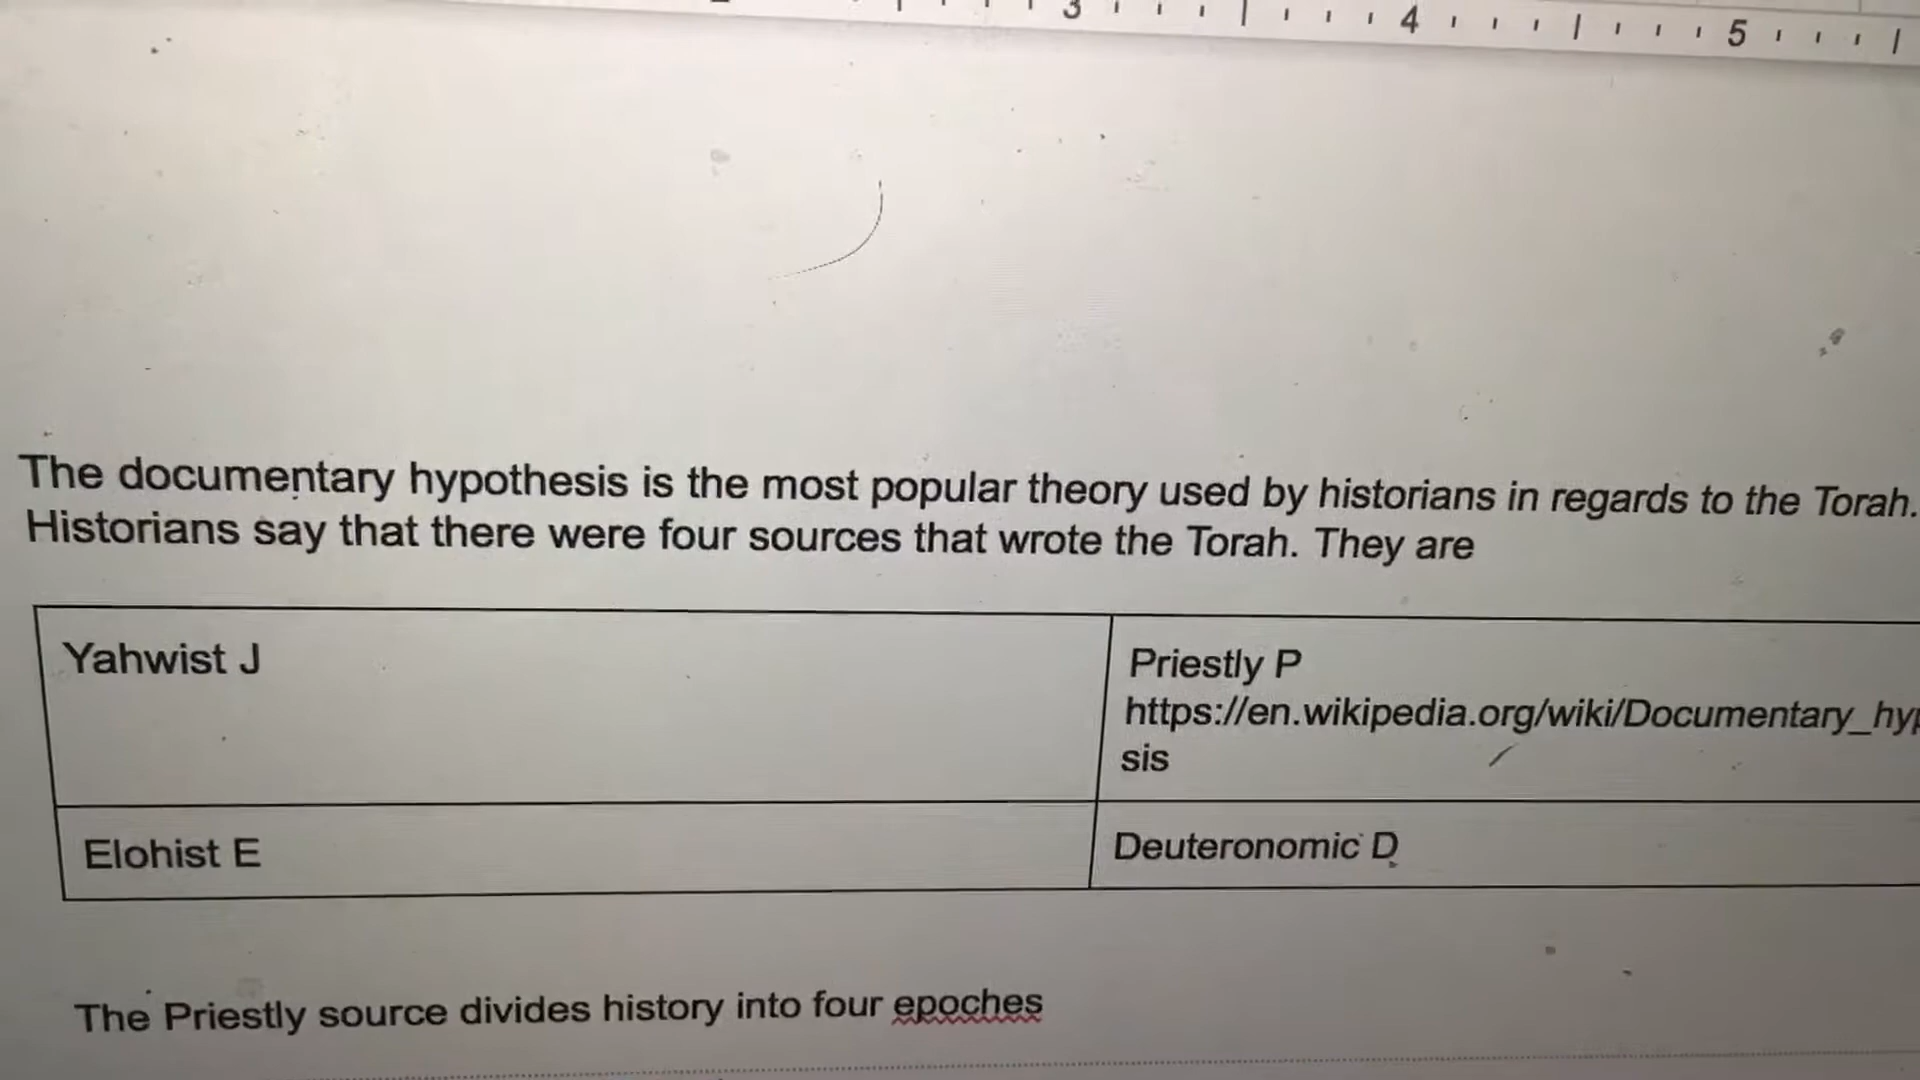 3 4 5
The documentary hypothesis is the most popular theory used by historians in regards to the Torah.
Historians say that there were four sources that wrote the Torah. They are
Yahwist J
Priestly P
https://en.wikipedia.org/wiki/Documentary_hyp
sis
Elohist E
Deuteronomic D
The Priestly source divides history into four epoches